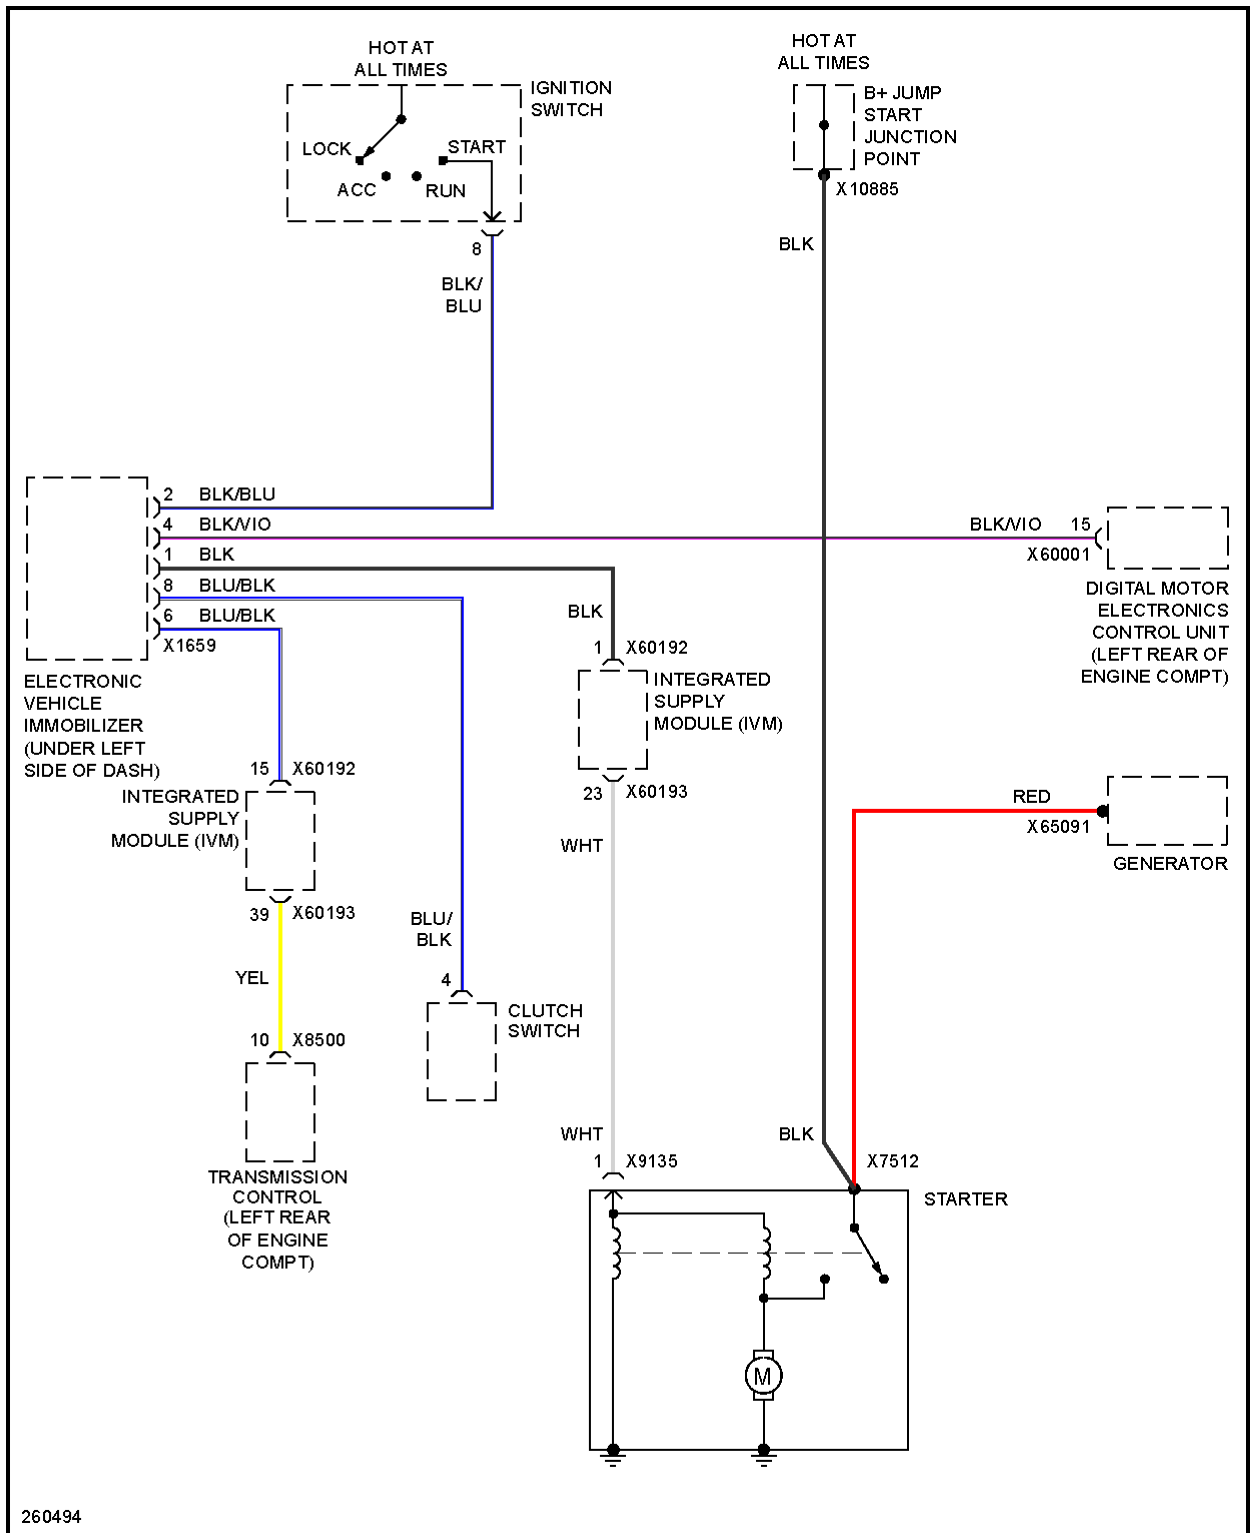 HOT AT
ALL TIMES
IGNITION
SWITCH
LOCK
START
ACC
RUN
8
BLK/
BLU
HOT AT
ALL TIMES
B+ JUMP
START
JUNCTION
POINT
X10885
BLK
2 BLK/BLU
4 BLK/VIO
1 BLK
8 BLU/BLK
6 BLU/BLK
X1659
ELECTRONIC
VEHICLE
IMMOBILIZER
(UNDER LEFT
SIDE OF DASH)
BLK/VIO 15
X60001
DIGITAL MOTOR
ELECTRONICS
CONTROL UNIT
(LEFT REAR OF
ENGINE COMPT)
BLK
1 X60192
INTEGRATED
SUPPLY
MODULE (IVM)
23 X60193
WHT
15 X60192
INTEGRATED
SUPPLY
MODULE (IVM)
39 X60193
YEL
10 X8500
TRANSMISSION
CONTROL
(LEFT REAR
OF ENGINE
COMPT)
BLU/
BLK
4
CLUTCH
SWITCH
RED
X65091
GENERATOR
WHT
1 X9135
BLK
X7512
STARTER
M
260494